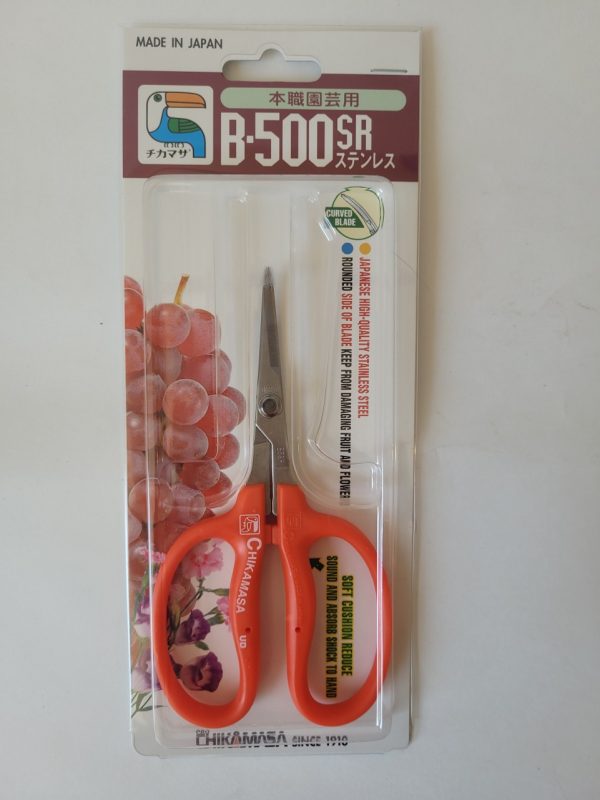 MADE IN JAPAN
本職園芸用
チカマサ
B-500SR
ステンレス
CURVED
BLADE
JAPANESE HIGH-QUALITY STAINLESS STEEL
ROUNDED SIDE OF BLADE KEEP FROM DAMAGING FRUIT AND FLOWER
CHIKAMASA
SOFT CUSHION REDUCE
SOUND AND ABSORB SHOCK TO HAND
CHIKAMASA SINCE 1910